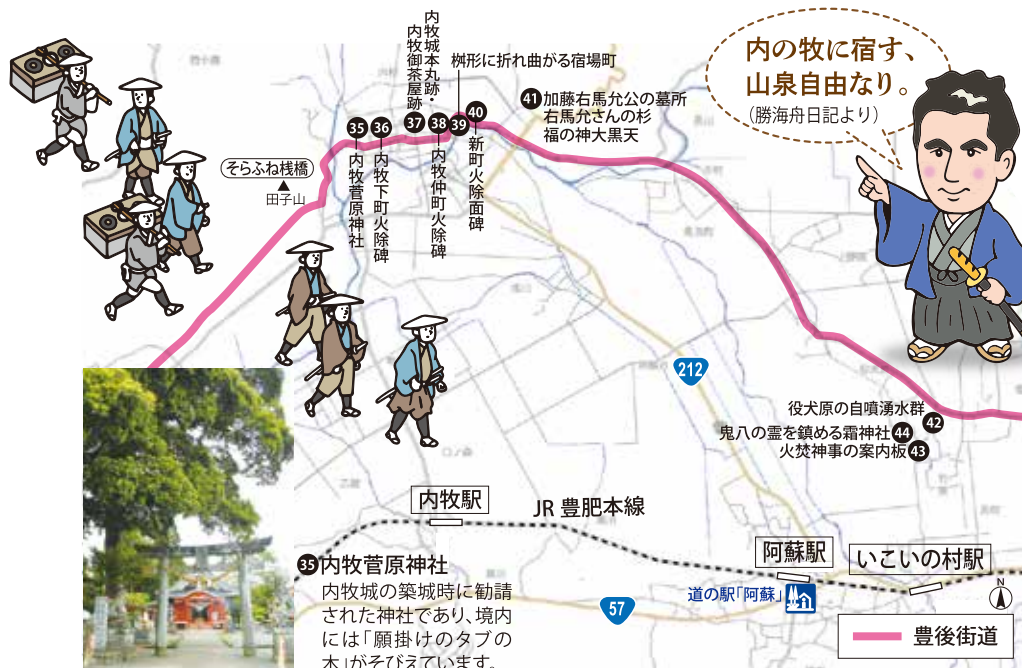 内の牧に宿す、
山泉自由なり。
(勝海舟日記より)
そらふね桟橋
▲
田子山
35
内牧菅原神社
36
内牧下町火除碑
内牧城本丸跡・
内牧御茶屋跡
37
38
内牧仲町火除碑
桝形に折れ曲がる宿場町
39
40
新町火除面碑
41 加藤右馬允公の墓所
右馬允さんの杉
福の神大黒天
212
役犬原の自噴湧水群
42
鬼八の霊を鎮める霜神社 44
火焚神事の案内板 43
内牧駅
JR 豊肥本線
阿蘇駅
いこいの村駅
道の駅「阿蘇」
57
N
豊後街道
35 内牧菅原神社
内牧城の築城時に勧請
された神社であり、境内
には「願掛けのタブの
木」がそびえています。